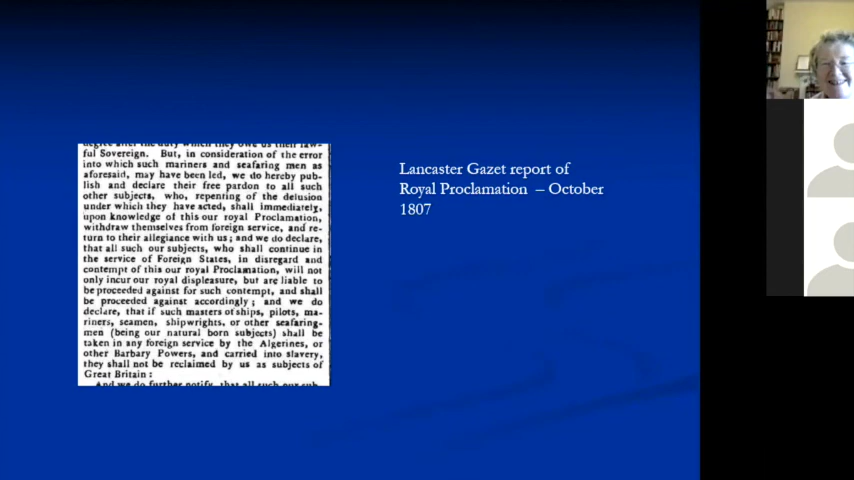 degree after the duty which they owe us their law-
ful Sovereign. But, in consideration of the error
into which such mariners and seafaring men as
aforesaid, may have been led, we do hereby pub-
lish and declare their free pardon to all such
other subjects, who, repenting of the delusion
under which they have acted, shall immediately,
upon knowledge of this our royal Proclamation,
withdraw themselves from foreign service, and re-
turn to their allegiance with us; and we do declare,
that all such our subjects, who shall continue in
the service of Foreign States, in disregard and
contempt of this our royal Proclamation, will not
only incur our royal displeasure, but are liable to
be proceeded against for such contempt, and shall
be proceeded against accordingly; and we do
declare, that if such masters of ships, pilots, ma-
riners, seamen, shipwrights, or other seafaring-
men (being our natural born subjects) shall be
taken in any foreign service by the Algerines, or
other Barbary Powers, and carried into slavery,
they shall not be reclaimed by us as subjects of
Great Britain:
And we do further notify, that all such our sub-
Lancaster Gazet report of
Royal Proclamation – October
1807